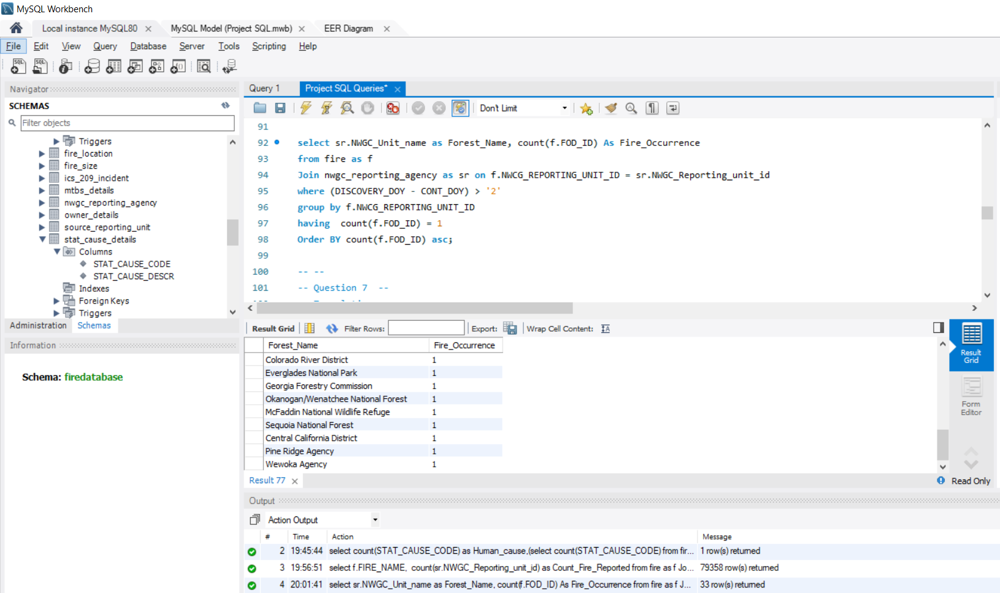 MySQL Workbench
Local instance MySQL80 MySQL Model (Project SQL.mwb) EER Diagram
File Edit View Query Database Server Tools Scripting Help
Navigator
SCHEMAS
Filter objects
Triggers
fire_location
fire_size
ics_209_incident
mtbs_details
nwgc_reporting_agency
owner_details
source_reporting_unit
stat_cause_details
Columns
STAT_CAUSE_CODE
STAT_CAUSE_DESCR
Indexes
Foreign Keys
Triggers
Administration Schemas
Information
Schema: firedatabase
Query 1 Project SQL Queries*
Don't Limit
91
92 select sr.NWGC_Unit_name as Forest_Name, count(f.FOD_ID) As Fire_Occurrence
93 from fire as f
94 Join nwgc_reporting_agency as sr on f.NWCG_REPORTING_UNIT_ID = sr.NWGC_Reporting_unit_id
95 where (DISCOVERY_DOY - CONT_DOY) > '2'
96 group by f.NWCG_REPORTING_UNIT_ID
97 having count(f.FOD_ID) = 1
98 Order BY count(f.FOD_ID) asc;
99
100 -- --
101 -- Question 7 --
Result Grid Filter Rows: Export: Wrap Cell Content:
Forest_Name Fire_Occurrence
Colorado River District 1
Everglades National Park 1
Georgia Forestry Commission 1
Okanogan/Wenatchee National Forest 1
McFaddin National Wildlife Refuge 1
Sequoia National Forest 1
Central California District 1
Pine Ridge Agency 1
Wewoka Agency 1
Result Grid
Form Editor
Result 77 Read Only
Output
Action Output
# Time Action Message
2 19:45:44 select count(STAT_CAUSE_CODE) as Human_cause,(select count(STAT_CAUSE_CODE) from fir... 1 row(s) returned
3 19:56:51 select f.FIRE_NAME, count(sr.NWGC_Reporting_unit_id) as Count_Fire_Reported from fire as f Jo... 79358 row(s) returned
4 20:01:41 select sr.NWGC_Unit_name as Forest_Name, count(f.FOD_ID) As Fire_Occurrence from fire as f J... 33 row(s) returned